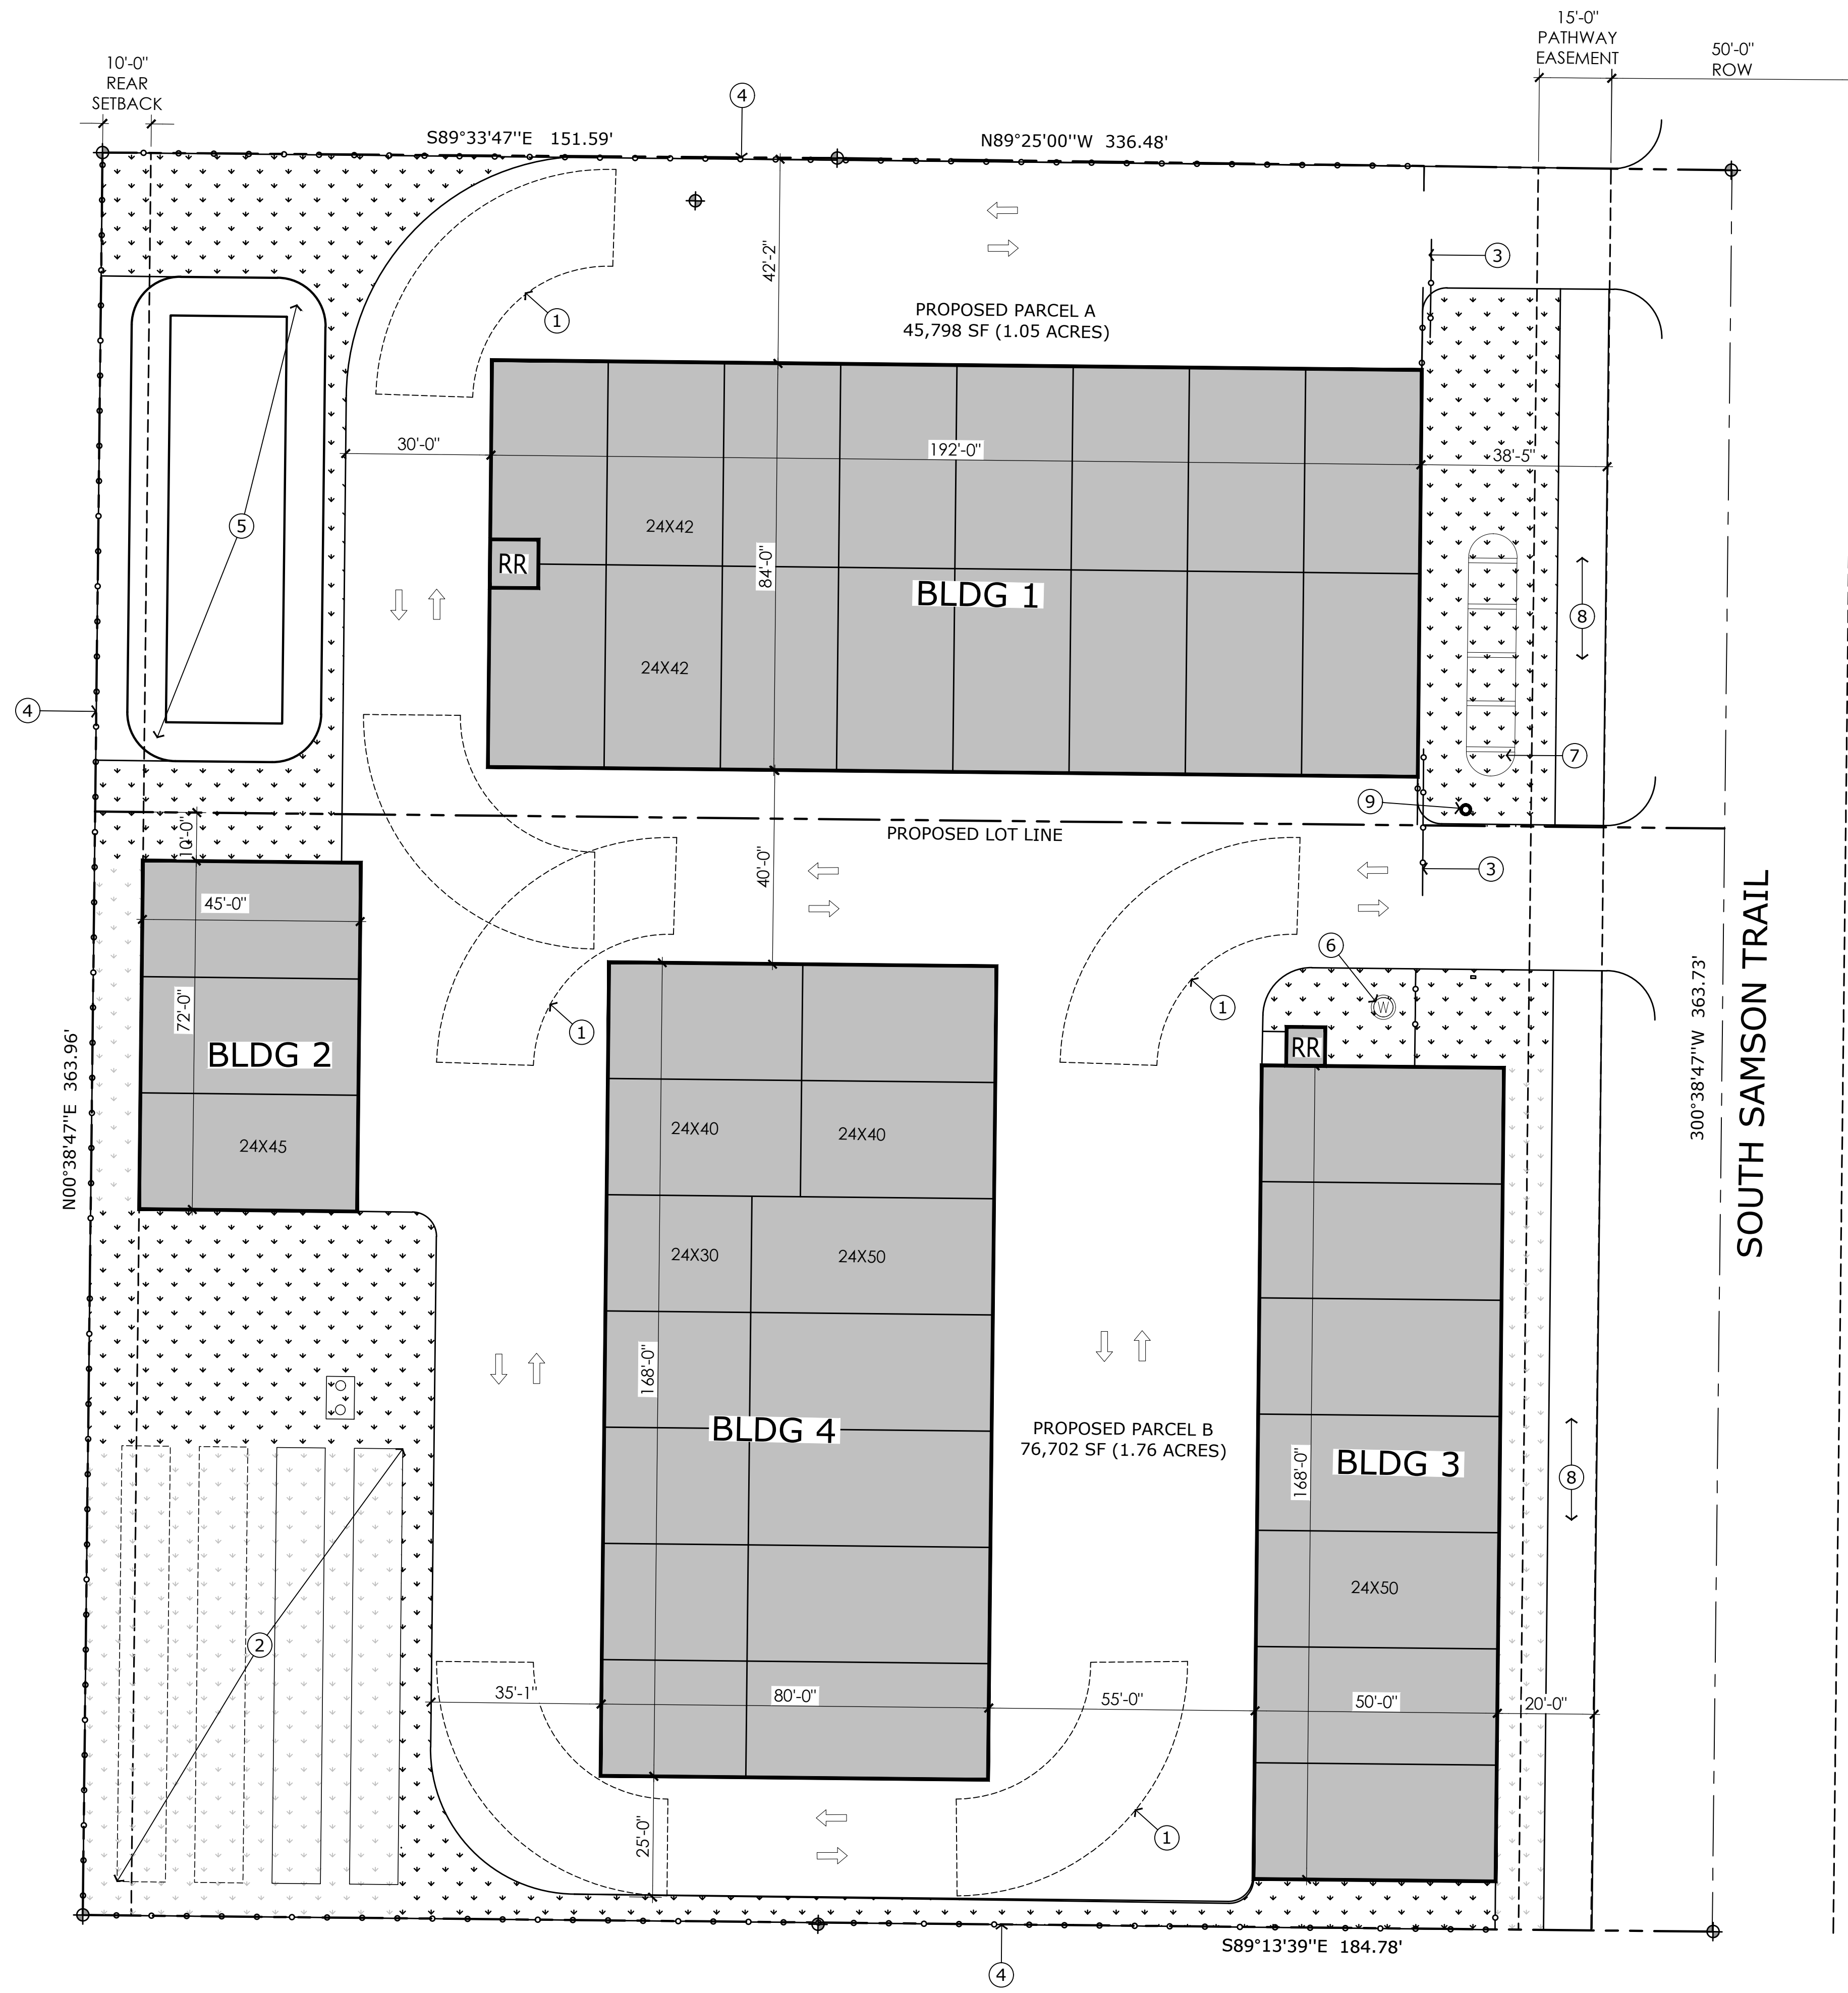 15'-0"
PATHWAY
EASEMENT
50'-0"
ROW
10'-0"
REAR
SETBACK
4
S89°33'47''E 151.59'
N89°25'00''W 336.48'
42'-2"
3
1
PROPOSED PARCEL A
45,798 SF (1.05 ACRES)
30'-0"
192'-0"
38'-5"
5
24X42
RR
84'-0"
BLDG 1
8
24X42
4
7
9
10'-0"
PROPOSED LOT LINE
40'-0"
3
45'-0"
6
W
1
1
72'-0"
BLDG 2
RR
N00°38'47''E 363.96'
300°38'47''W 363.73'
SOUTH SAMSON TRAIL
24X45
24X40
24X40
24X30
24X50
168'-0"
BLDG 4
PROPOSED PARCEL B
76,702 SF (1.76 ACRES)
BLDG 3
168'-0"
8
24X50
2
35'-1"
80'-0"
55'-0"
50'-0"
20'-0"
25'-0"
1
S89°13'39''E 184.78'
4